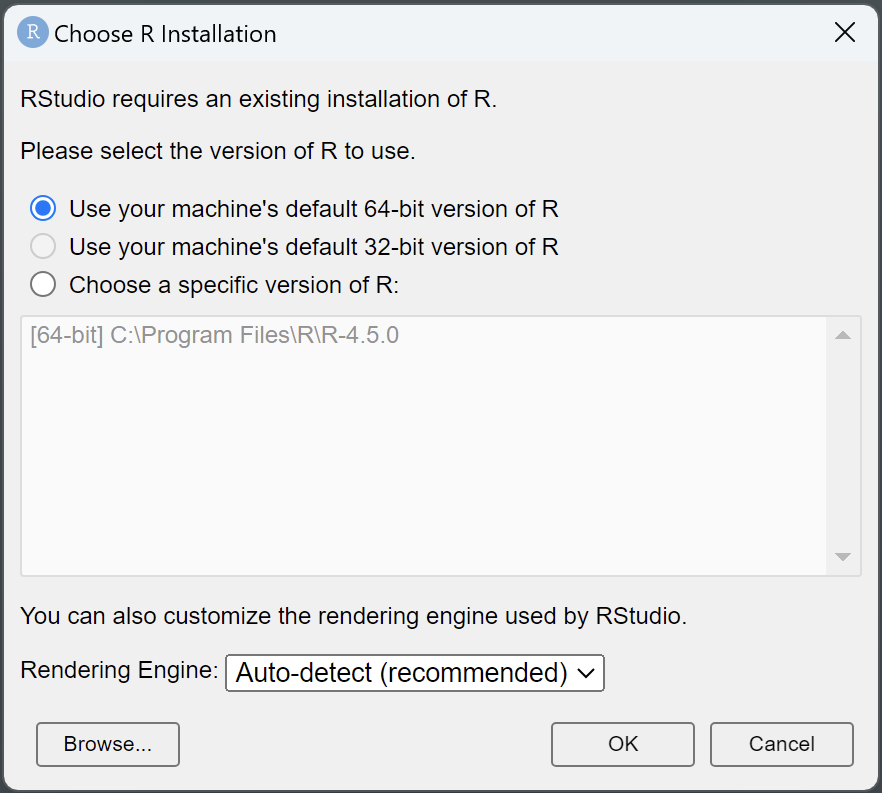 R Choose R Installation
RStudio requires an existing installation of R.
Please select the version of R to use.
Use your machine's default 64-bit version of R
Use your machine's default 32-bit version of R
Choose a specific version of R:
[64-bit] C:\Program Files\R\R-4.5.0
You can also customize the rendering engine used by RStudio.
Rendering Engine: Auto-detect (recommended)
Browse... OK Cancel